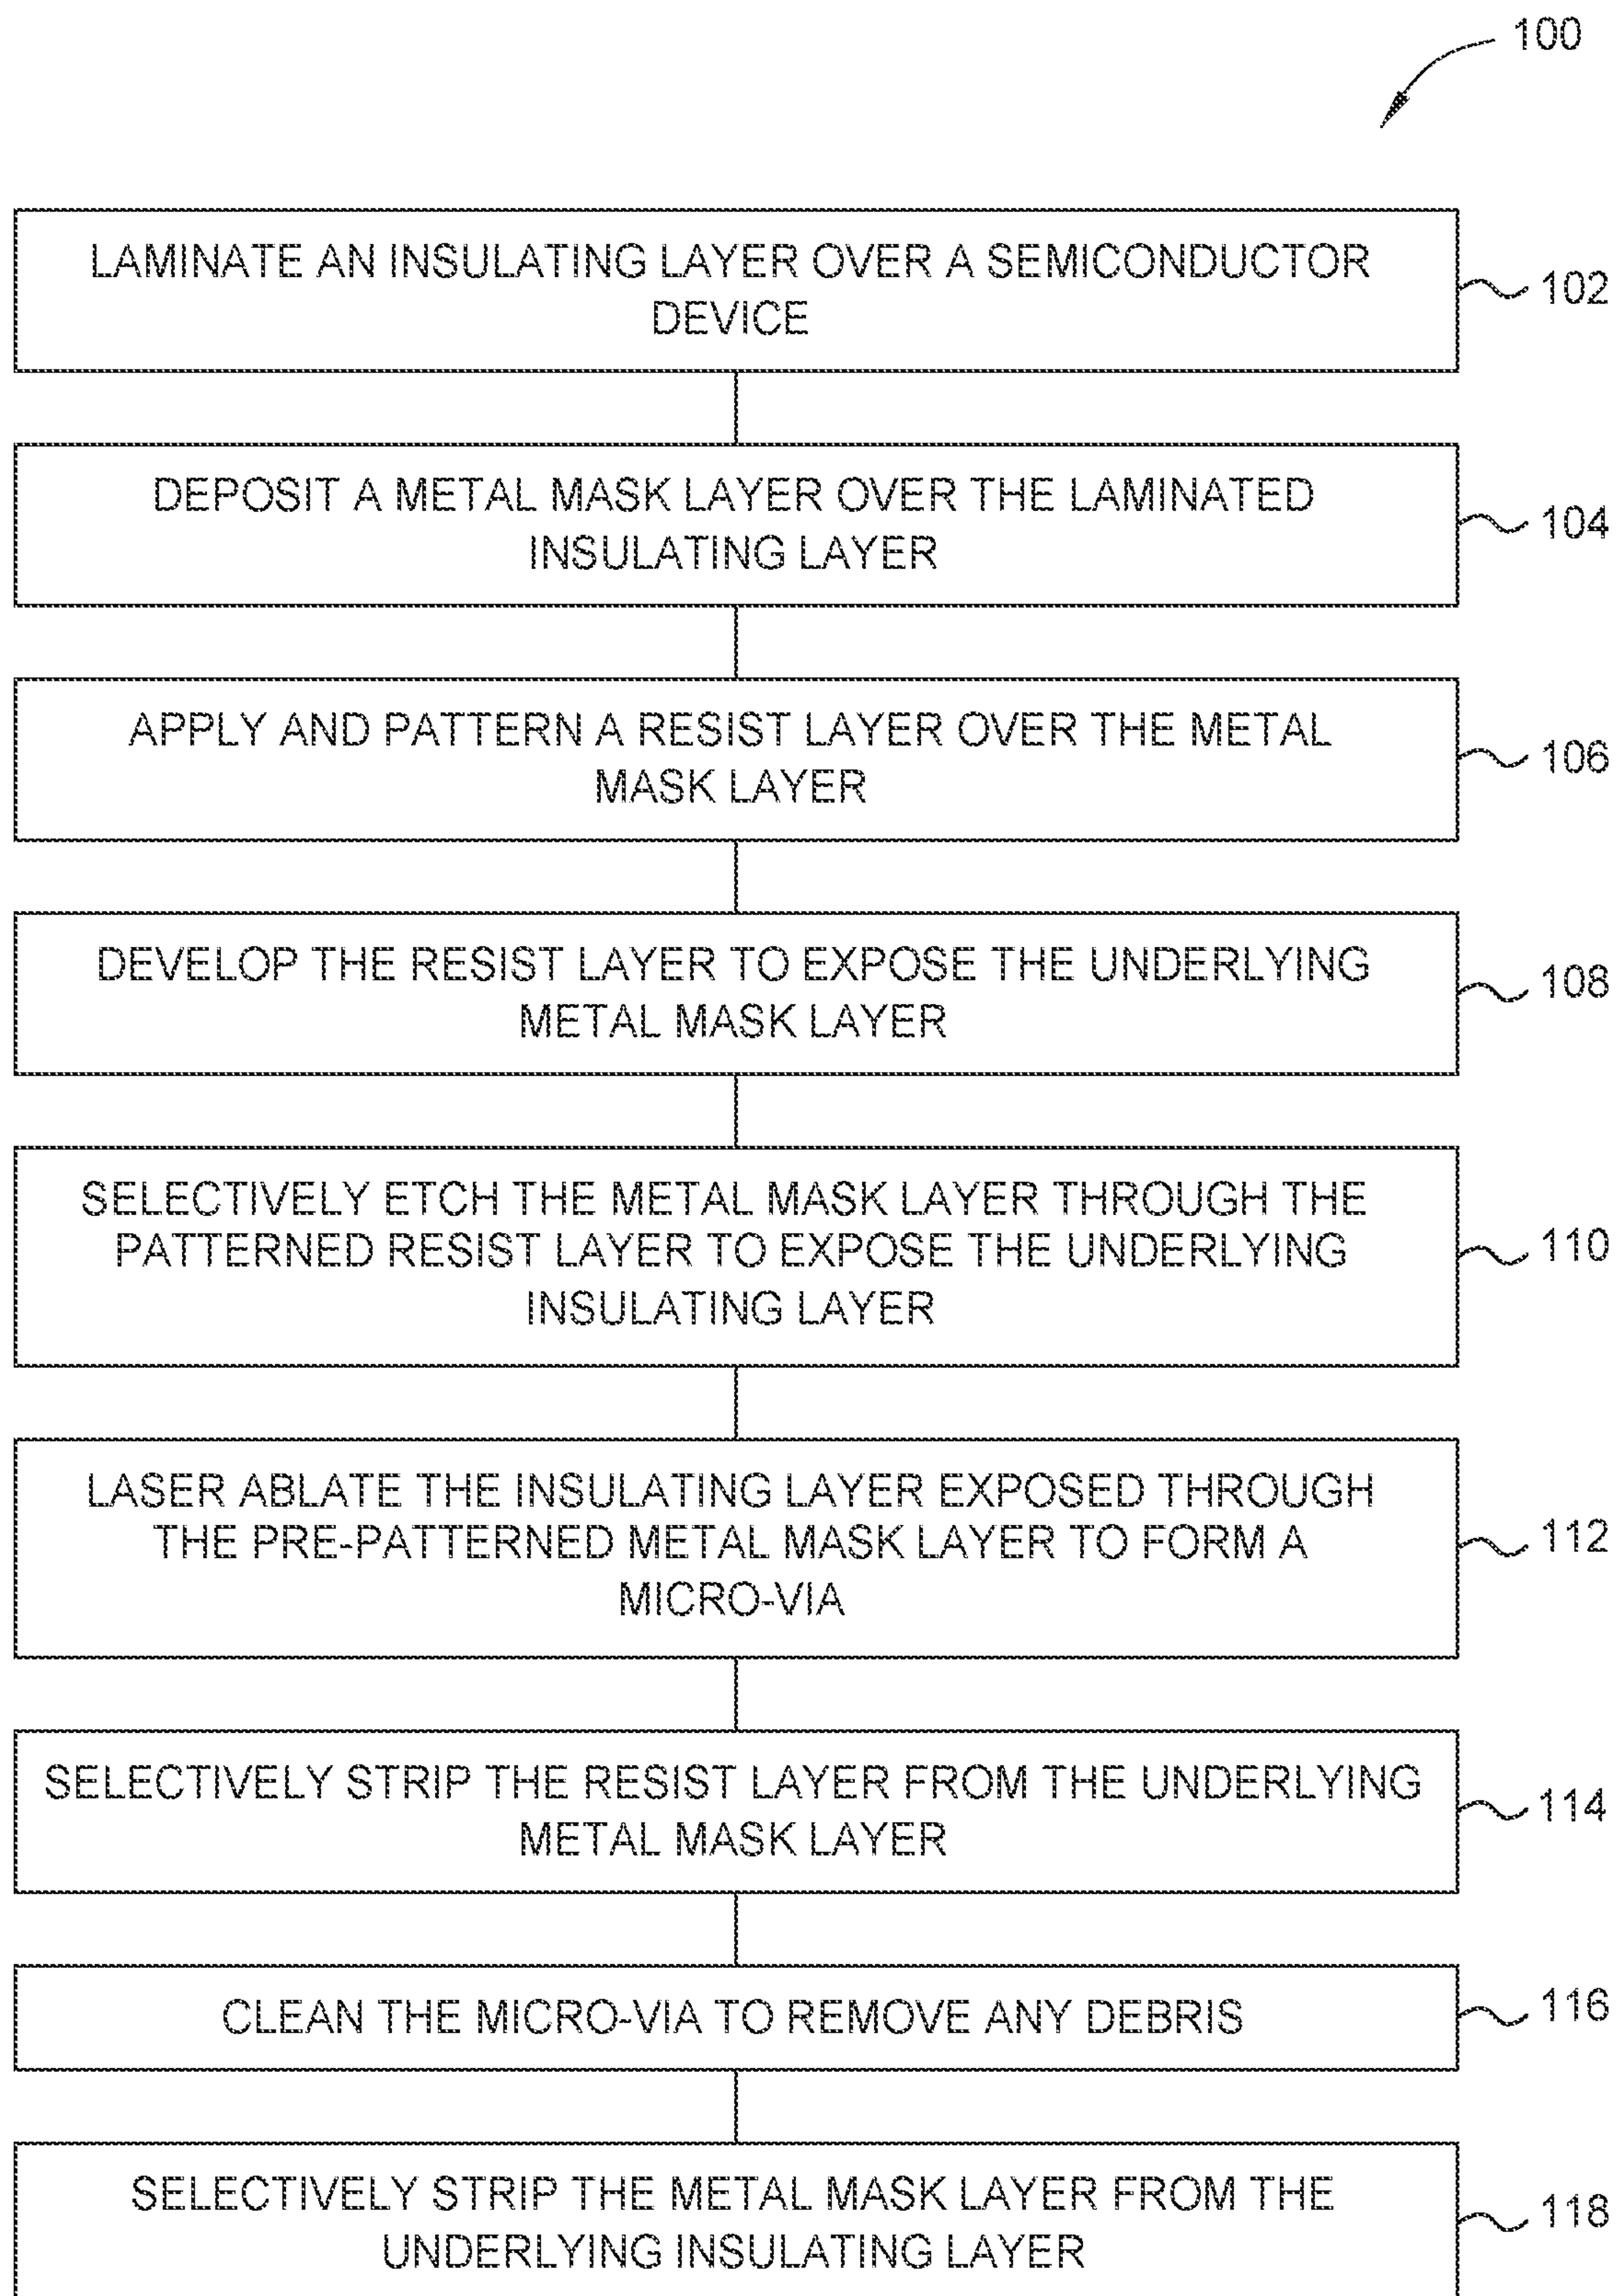 100
LAMINATE AN INSULATING LAYER OVER A SEMICONDUCTOR
DEVICE
102
DEPOSIT A METAL MASK LAYER OVER THE LAMINATED
INSULATING LAYER
104
APPLY AND PATTERN A RESIST LAYER OVER THE METAL
MASK LAYER
106
DEVELOP THE RESIST LAYER TO EXPOSE THE UNDERLYING
METAL MASK LAYER
108
SELECTIVELY ETCH THE METAL MASK LAYER THROUGH THE
PATTERNED RESIST LAYER TO EXPOSE THE UNDERLYING
INSULATING LAYER
110
LASER ABLATE THE INSULATING LAYER EXPOSED THROUGH
THE PRE-PATTERNED METAL MASK LAYER TO FORM A
MICRO-VIA
112
SELECTIVELY STRIP THE RESIST LAYER FROM THE UNDERLYING
METAL MASK LAYER
114
CLEAN THE MICRO-VIA TO REMOVE ANY DEBRIS
116
SELECTIVELY STRIP THE METAL MASK LAYER FROM THE
UNDERLYING INSULATING LAYER
118